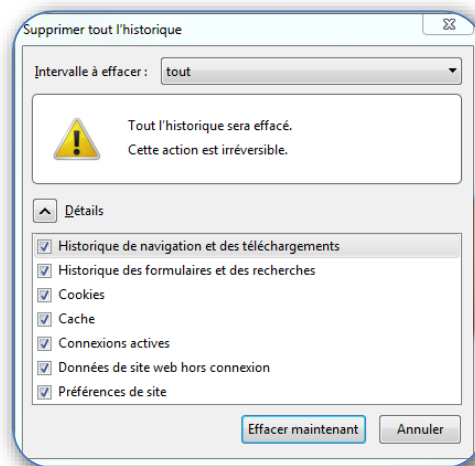 Supprimer tout l'historique
Intervalle à effacer : tout
Tout l'historique sera effacé.
Cette action est irréversible.
Détails
Historique de navigation et des téléchargements
Historique des formulaires et des recherches
Cookies
Cache
Connexions actives
Données de site web hors connexion
Préférences de site
Effacer maintenant Annuler